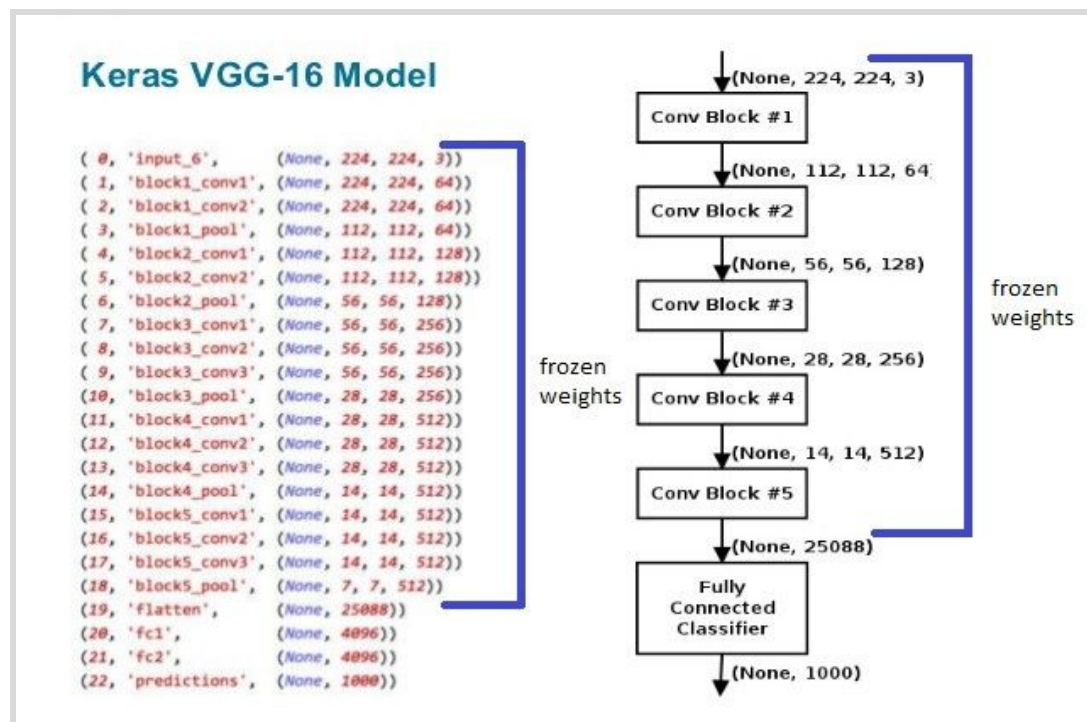 Keras VGG-16 Model
( 0, 'input_6', (None, 224, 224, 3))
( 1, 'block1_conv1', (None, 224, 224, 64))
( 2, 'block1_conv2', (None, 224, 224, 64))
( 3, 'block1_pool', (None, 112, 112, 64))
( 4, 'block2_conv1', (None, 112, 112, 128))
( 5, 'block2_conv2', (None, 112, 112, 128))
( 6, 'block2_pool', (None, 56, 56, 128))
( 7, 'block3_conv1', (None, 56, 56, 256))
( 8, 'block3_conv2', (None, 56, 56, 256))
( 9, 'block3_conv3', (None, 56, 56, 256))
(10, 'block3_pool', (None, 28, 28, 256))
(11, 'block4_conv1', (None, 28, 28, 512))
(12, 'block4_conv2', (None, 28, 28, 512))
(13, 'block4_conv3', (None, 28, 28, 512))
(14, 'block4_pool', (None, 14, 14, 512))
(15, 'block5_conv1', (None, 14, 14, 512))
(16, 'block5_conv2', (None, 14, 14, 512))
(17, 'block5_conv3', (None, 14, 14, 512))
(18, 'block5_pool', (None, 7, 7, 512))
(19, 'flatten', (None, 25088))
(20, 'fc1', (None, 4096))
(21, 'fc2', (None, 4096))
(22, 'predictions', (None, 1000))
frozen
weights
(None, 224, 224, 3)
Conv Block #1
(None, 112, 112, 64
Conv Block #2
(None, 56, 56, 128)
Conv Block #3
(None, 28, 28, 256)
Conv Block #4
(None, 14, 14, 512)
Conv Block #5
(None, 25088)
Fully
Connected
Classifier
(None, 1000)
frozen
weights